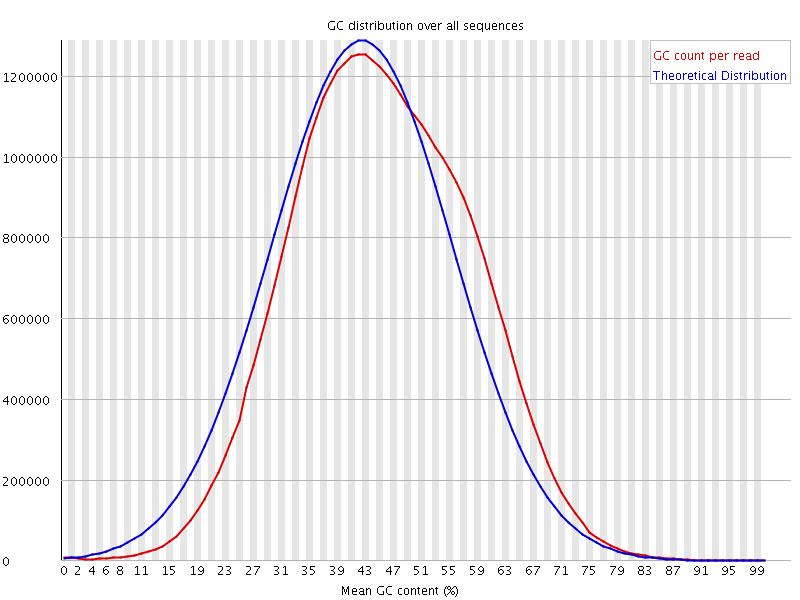 GC distribution over all sequences
GC count per read
Theoretical Distribution
1200000
1000000
800000
600000
400000
200000
0
0 2 4 6 8 11 15 19 23 27 31 35 39 43 47 51 55 59 63 67 71 75 79 83 87 91 95 99
Mean GC content (%)